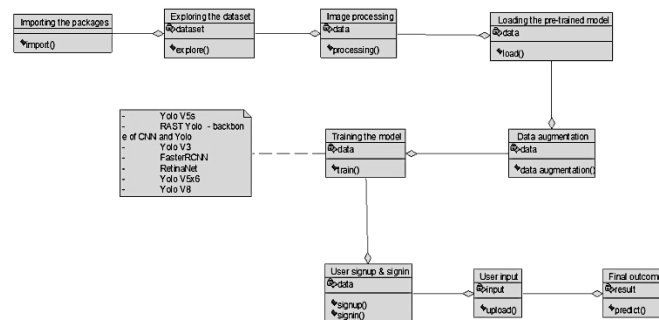 Importing the packages
import()
Exploring the dataset
dataset
explore()
Image processing
data
processing()
Loading the pre-trained model
data
load()
- Yolo V5s
- RAST Yolo - backbon
e of CNN and Yolo
- Yolo V3
- FasterRCNN
- RetinaNet
- Yolo V5x6
- Yolo V8
Training the model
data
train()
Data augmentation
data
data augmentation()
User signup & signin
data
signup()
signin()
User input
input
upload()
Final outcom
result
predict()